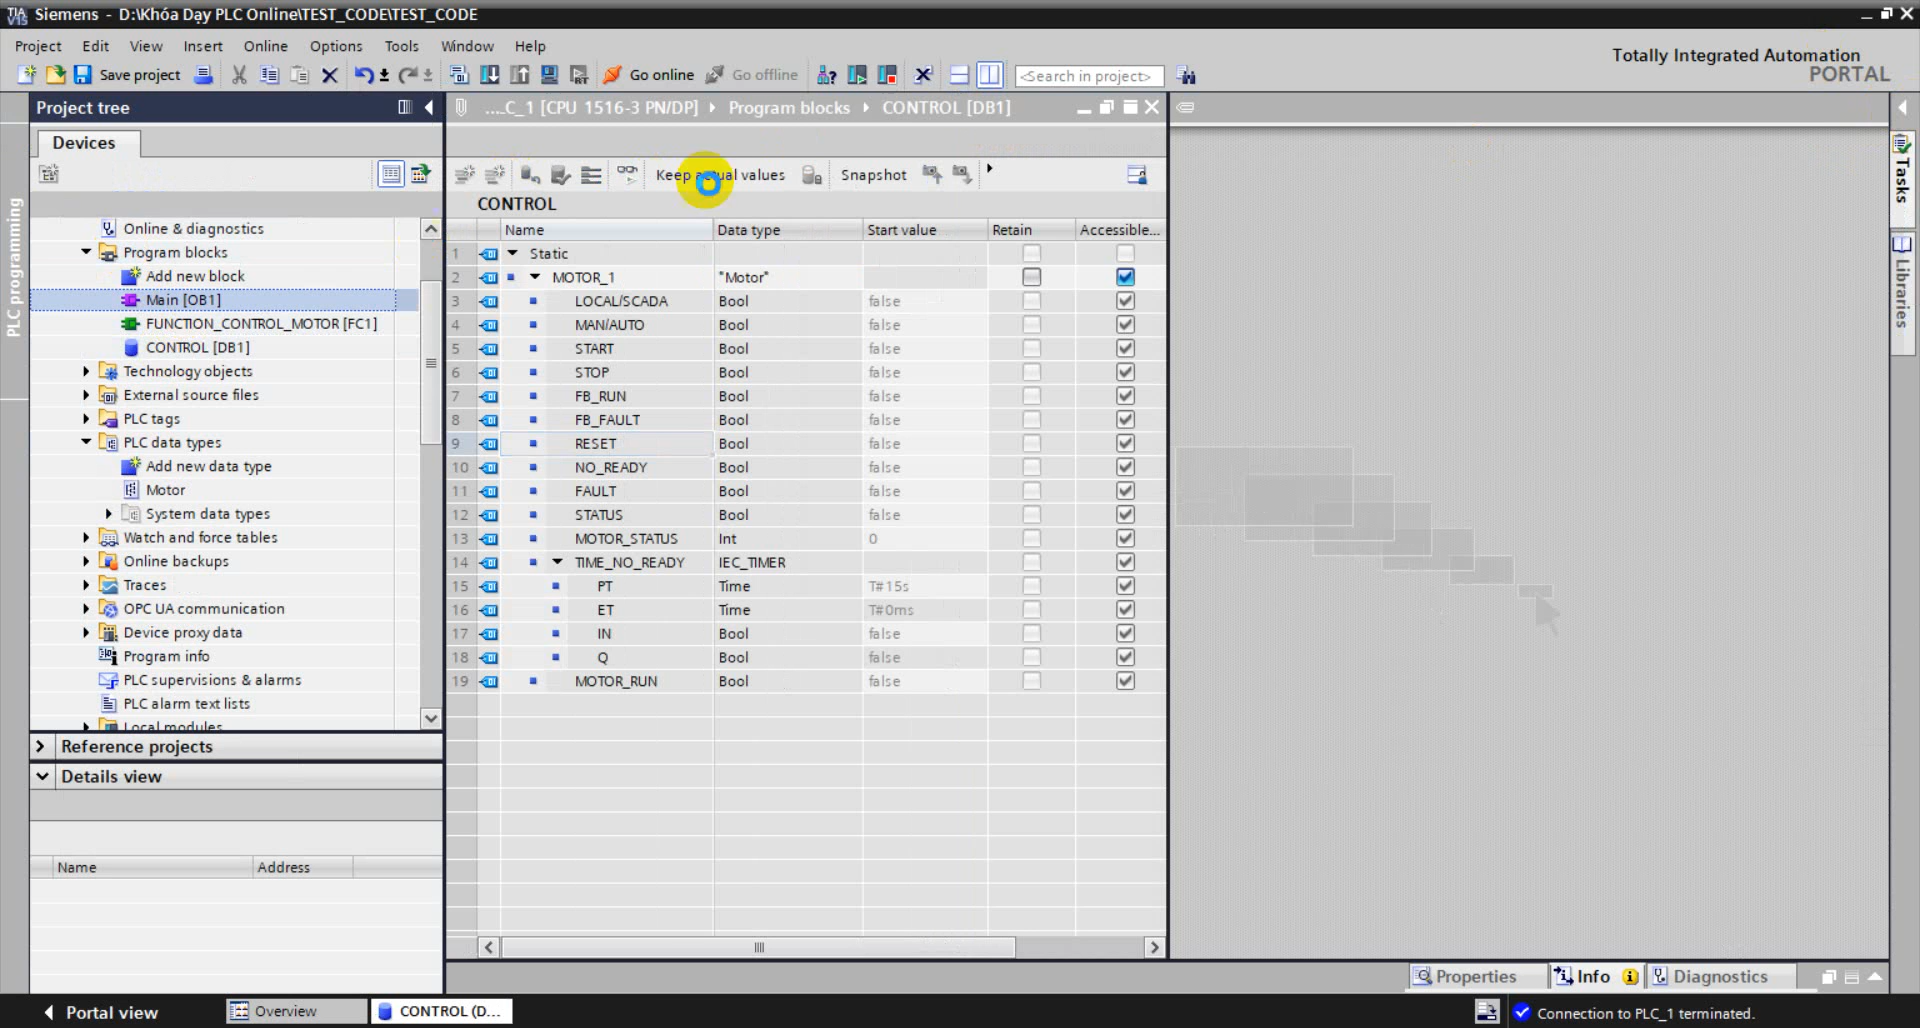 TIA
V15
Siemens - D:\Khóa Dạy PLC Online\TEST_CODE\TEST_CODE
Project Edit View Insert Online Options Tools Window Help
Totally Integrated Automation
PORTAL
Save project
Go online
Go offline
<Search in project>
Project tree
...C_1 [CPU 1516-3 PN/DP] Program blocks CONTROL [DB1]
Devices
Keep actual values
Snapshot
CONTROL
Name Data type Start value Retain Accessible...
1 Static
2 MOTOR_1 "Motor"
3 LOCAL/SCADA Bool false
4 MAN/AUTO Bool false
5 START Bool false
6 STOP Bool false
7 FB_RUN Bool false
8 FB_FAULT Bool false
9 RESET Bool false
10 NO_READY Bool false
11 FAULT Bool false
12 STATUS Bool false
13 MOTOR_STATUS Int 0
14 TIME_NO_READY IEC_TIMER
15 PT Time T#15s
16 ET Time T#0ms
17 IN Bool false
18 Q Bool false
19 MOTOR_RUN Bool false
PLC programming
Online & diagnostics
Program blocks
Add new block
Main [OB1]
FUNCTION_CONTROL_MOTOR [FC1]
CONTROL [DB1]
Technology objects
External source files
PLC tags
PLC data types
Add new data type
Motor
System data types
Watch and force tables
Online backups
Traces
OPC UA communication
Device proxy data
Program info
PLC supervisions & alarms
PLC alarm text lists
Local modules
Reference projects
Details view
Name Address
Tasks
Libraries
Properties Info Diagnostics
Portal view
Overview
CONTROL (D...
Connection to PLC_1 terminated.